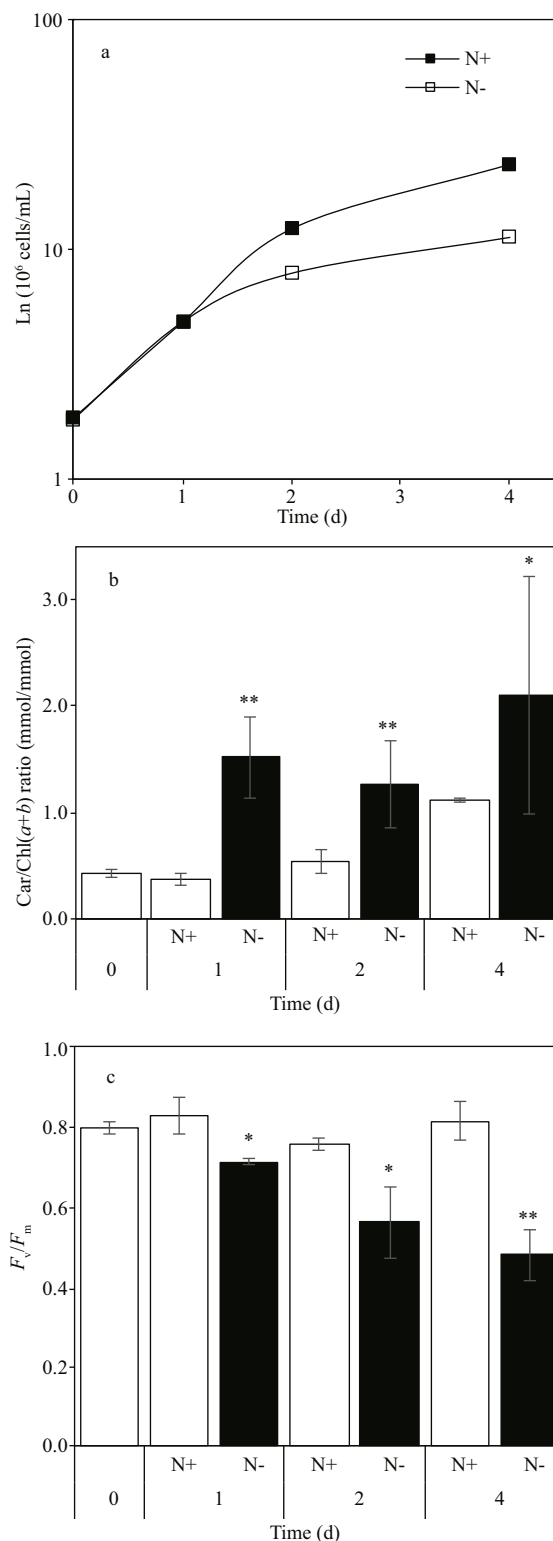 100
a
N+
N-
Ln (10⁶ cells/mL)
10
1
0 1 2 3 4
Time (d)
b
Car/Chl(a+b) ratio (mmol/mmol)
3.0
2.0
1.0
0.0
** ** *
N+ N- N+ N- N+ N-
0 1 2 4
Time (d)
1.0
c
0.8
0.6
0.4
0.2
0.0
Fv/Fm
* * **
N+ N- N+ N- N+ N-
0 1 2 4
Time (d)